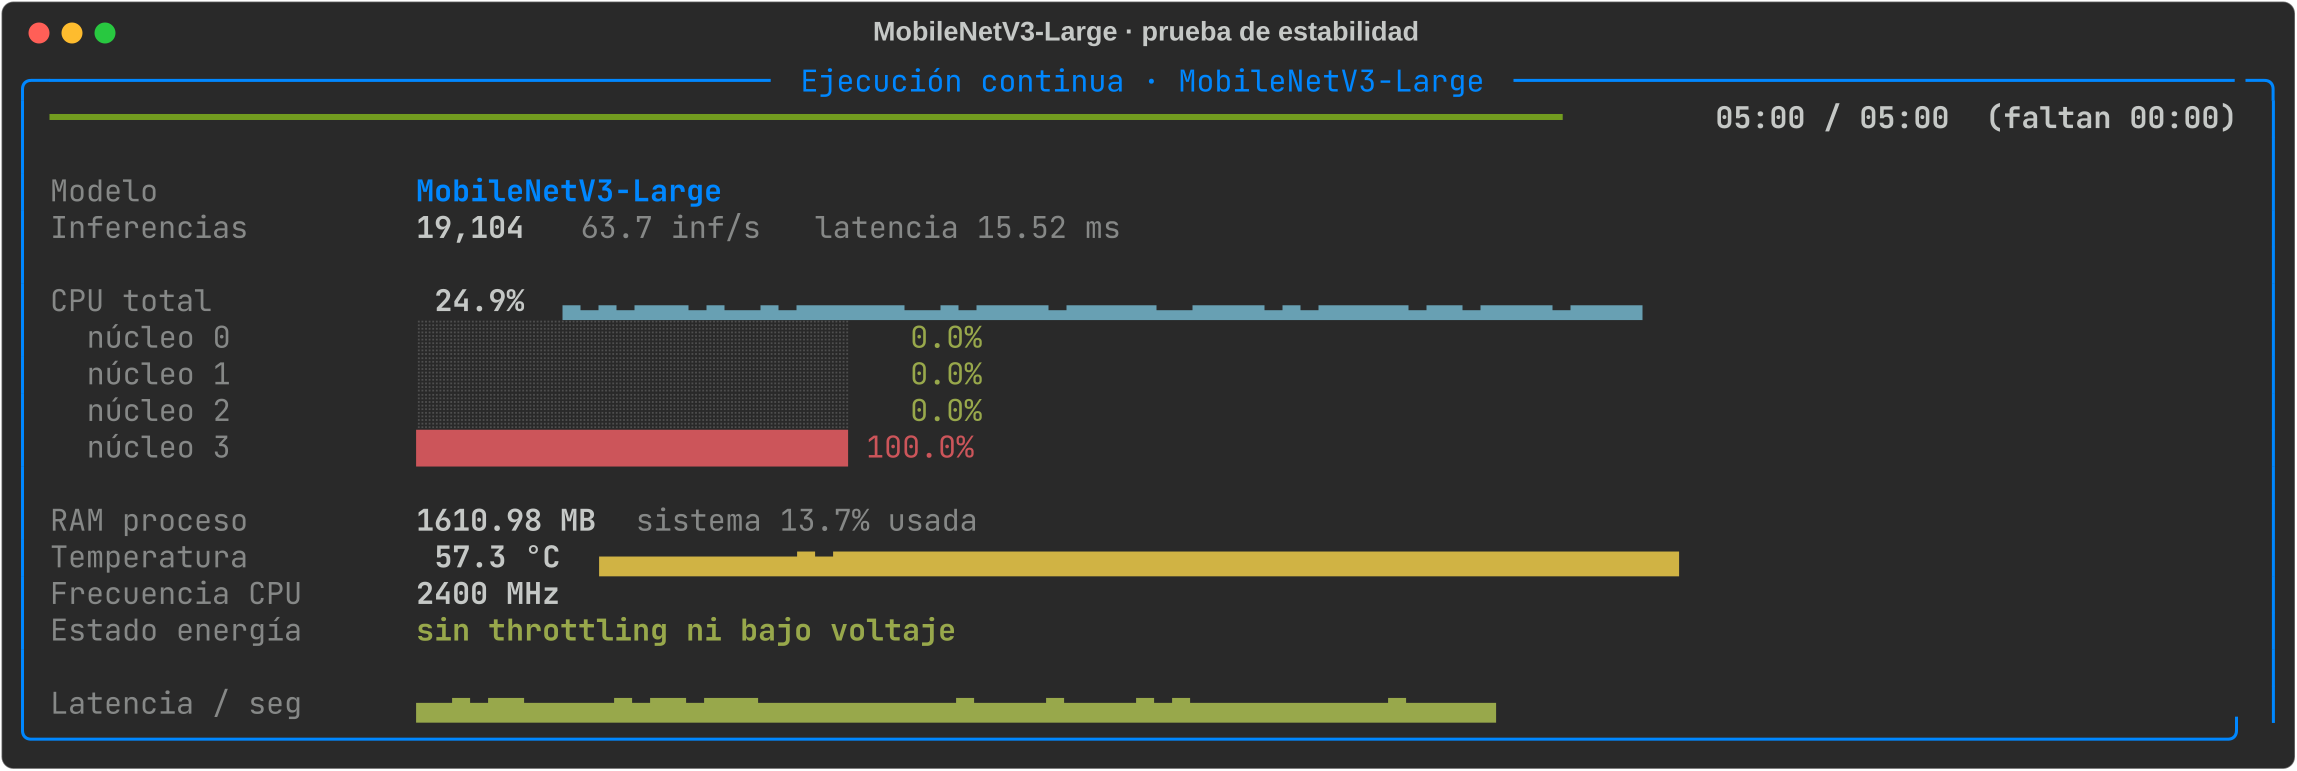 MobileNetV3-Large · prueba de estabilidad
Ejecución continua · MobileNetV3-Large
05:00 / 05:00 (faltan 00:00)
Modelo MobileNetV3-Large
Inferencias 19,104 63.7 inf/s latencia 15.52 ms
CPU total 24.9%
núcleo 0 0.0%
núcleo 1 0.0%
núcleo 2 0.0%
núcleo 3 100.0%
RAM proceso 1610.98 MB sistema 13.7% usada
Temperatura 57.3 °C
Frecuencia CPU 2400 MHz
Estado energía sin throttling ni bajo voltaje
Latencia / seg